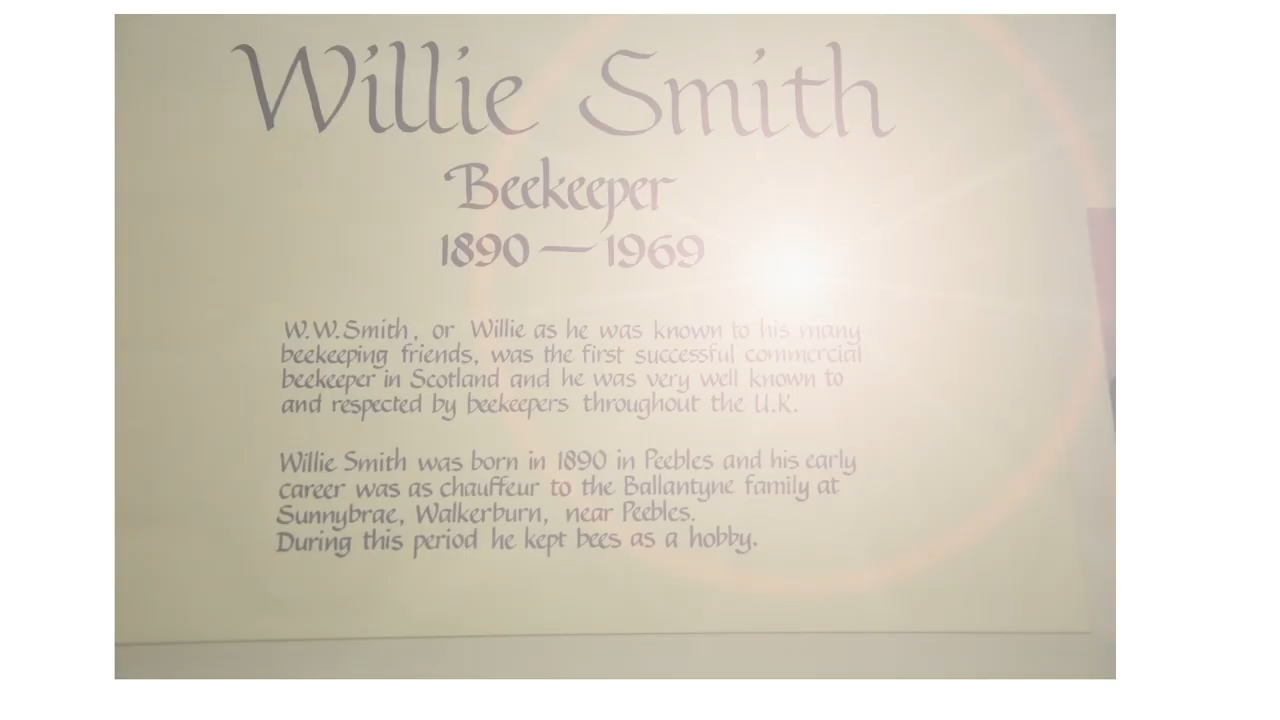 Willie Smith
Beekeeper
1890 — 1969
W.W. Smith, or Willie as he was known to his many
beekeeping friends, was the first successful commercial
beekeeper in Scotland and he was very well known to
and respected by beekeepers throughout the U.K.
Willie Smith was born in 1890 in Peebles and his early
career was as chauffeur to the Ballantyne family at
Sunnybrae, Walkerburn, near Peebles.
During this period he kept bees as a hobby.